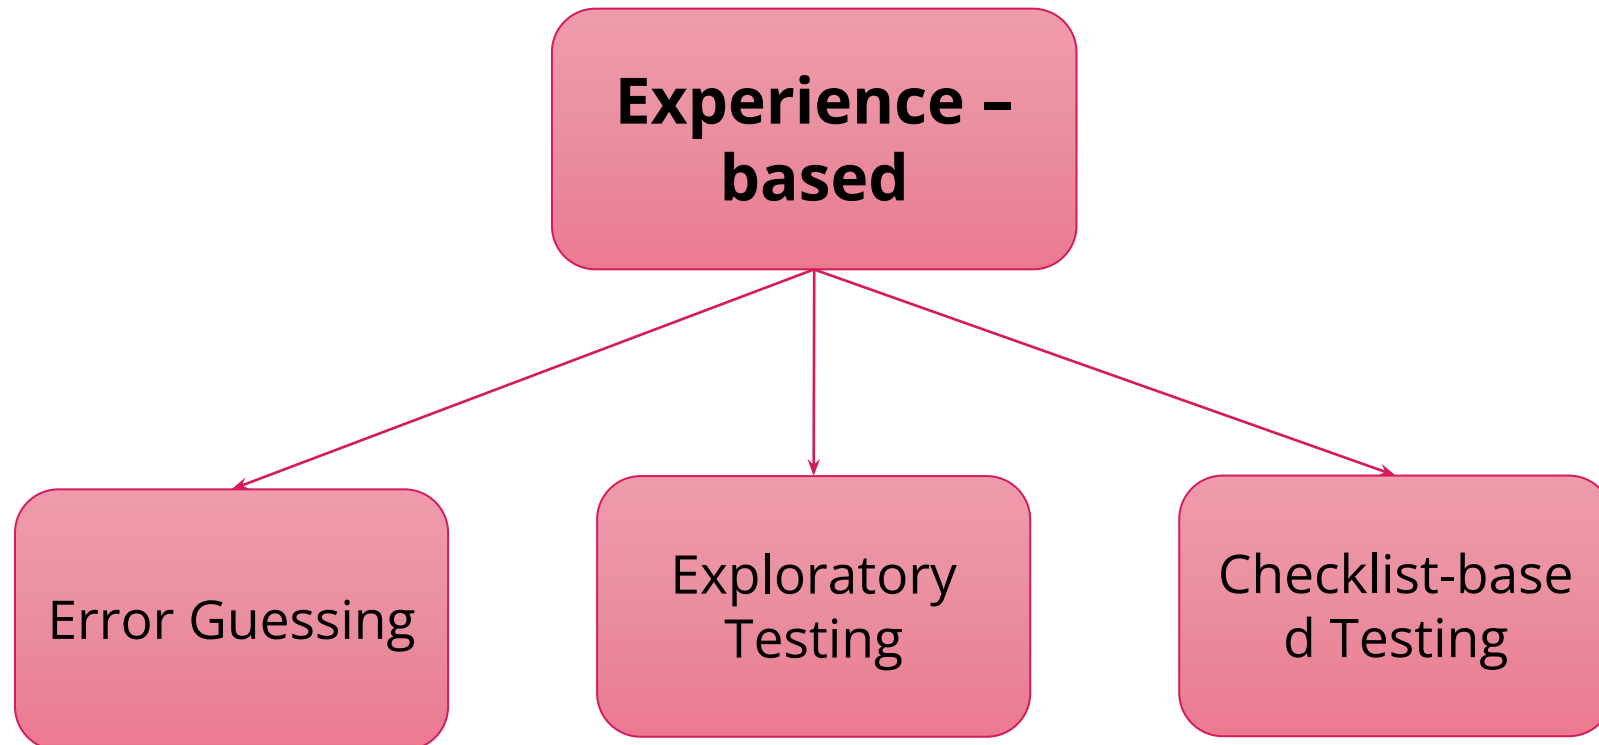 Experience –
based
Error Guessing
Exploratory
Testing
Checklist-base
d Testing